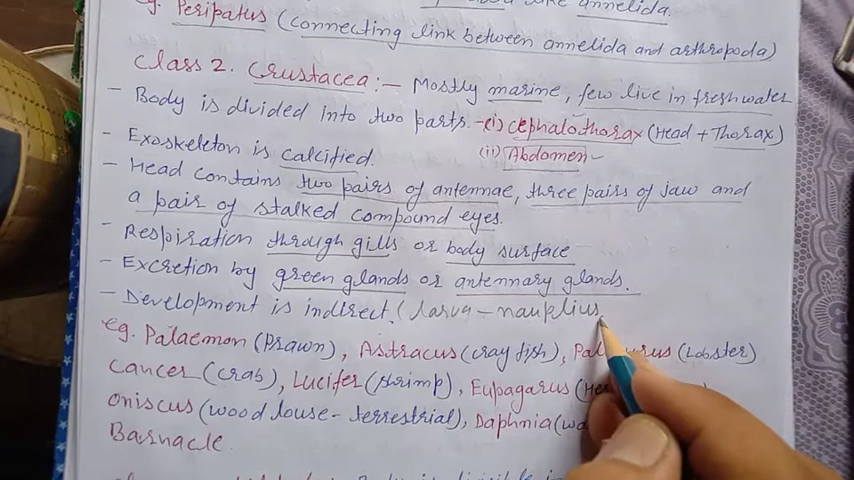 eg. Peripatus (connecting link between annelida and arthropoda)
Class 2. Crustacea:- Mostly marine, few live in freshwater
- Body is divided into two parts. -(i) cephalothorax (Head + Thorax)
(ii) Abdomen
- Exoskeleton is calcified.
- Head contains two pairs of antennae, three pairs of jaw and
a pair of stalked compound eyes.
- Respiration through gills or body surface
- Excretion by green glands or antennary glands.
- Development is indirect. (larva - nauplius
eg. Palaemon (Prawn), Astracus (cray fish), (Lobster)
Cancer (crab), Lucifer (shrimp), Eupagarus
Oniscus (wood louse - terrestrial), Daphnia
Barnacle.